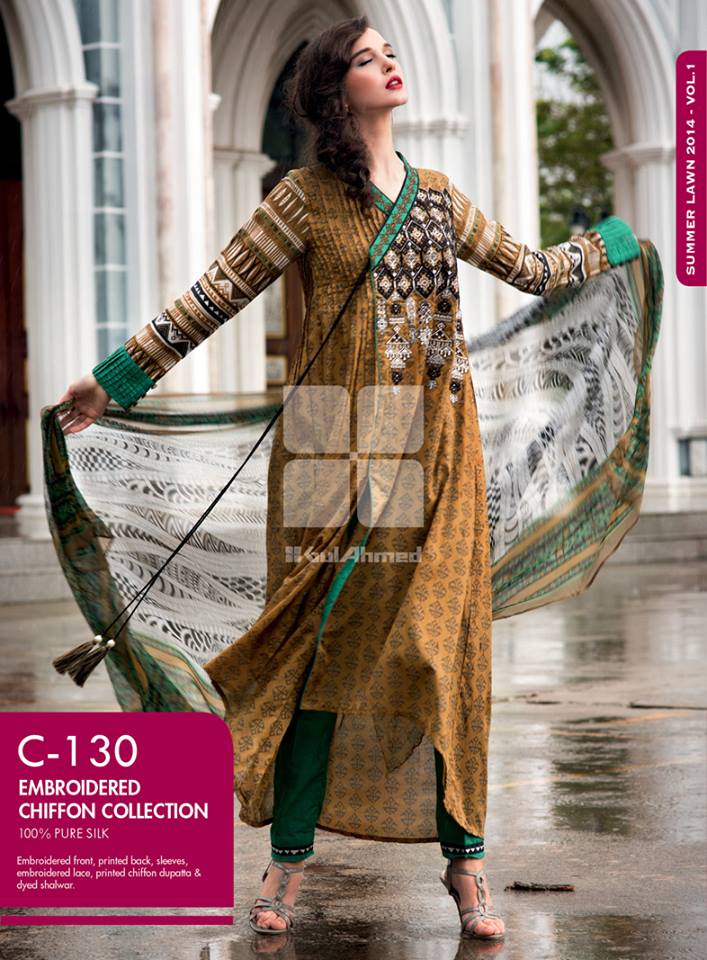 SUMMER LAWN 2014 - VOL.1
GulAhmed
C-130
EMBROIDERED
CHIFFON COLLECTION
100% PURE SILK
Embroidered front, printed back, sleeves,
embroidered lace, printed chiffon dupatta &
dyed shalwar.